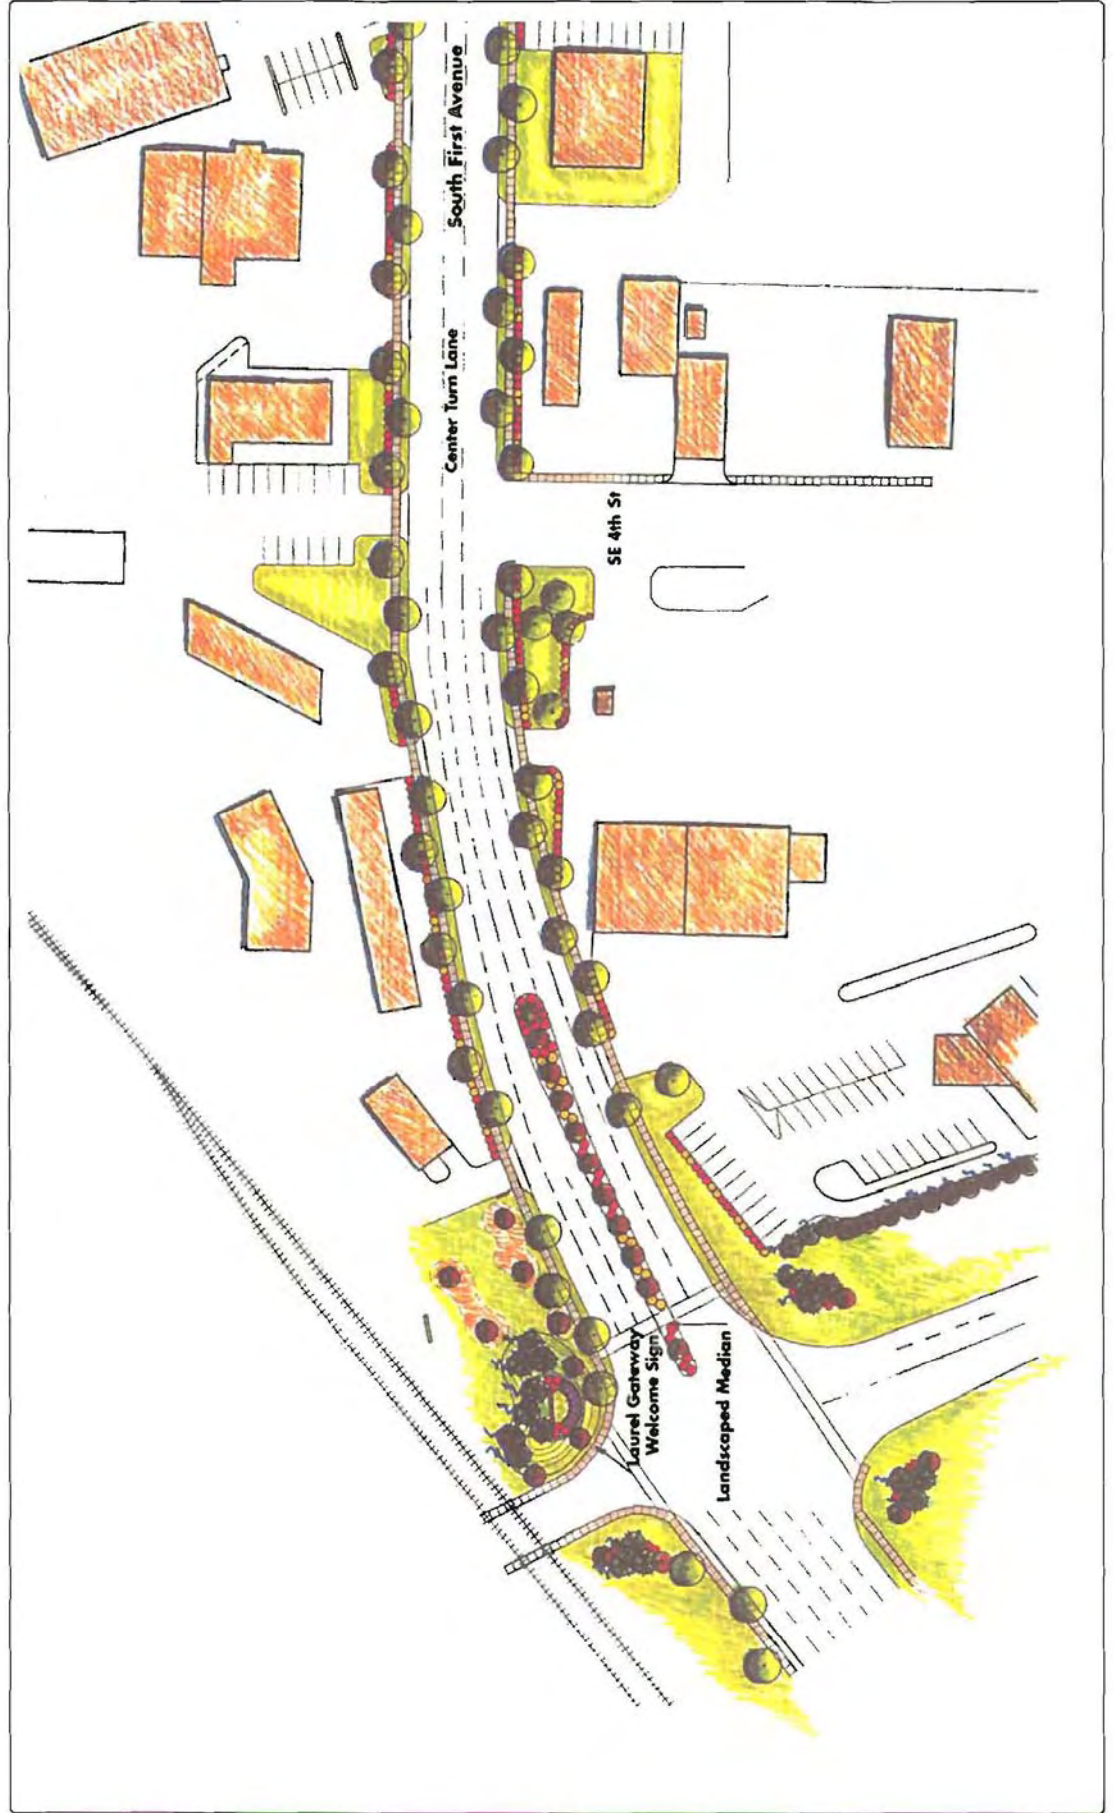 South First Avenue
Center Turn Lane
SE 4th St
Laurel Gateway
Welcome Sign
Landscaped Median